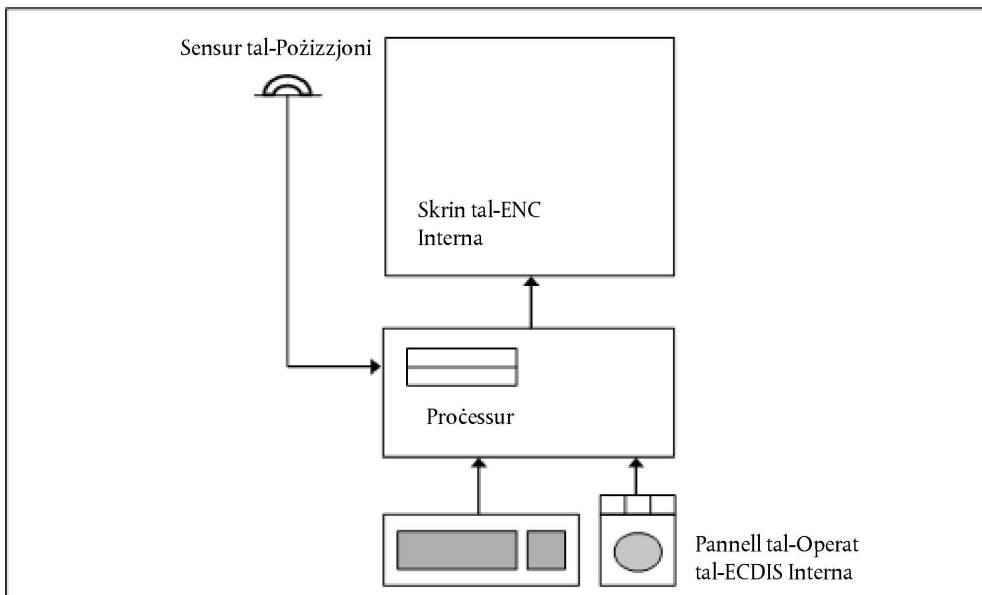 Sensur tal-Pożizzjoni
Skrin tal-ENC
Interna
Proċessur
Pannell tal-Operat
tal-ECDIS Interna